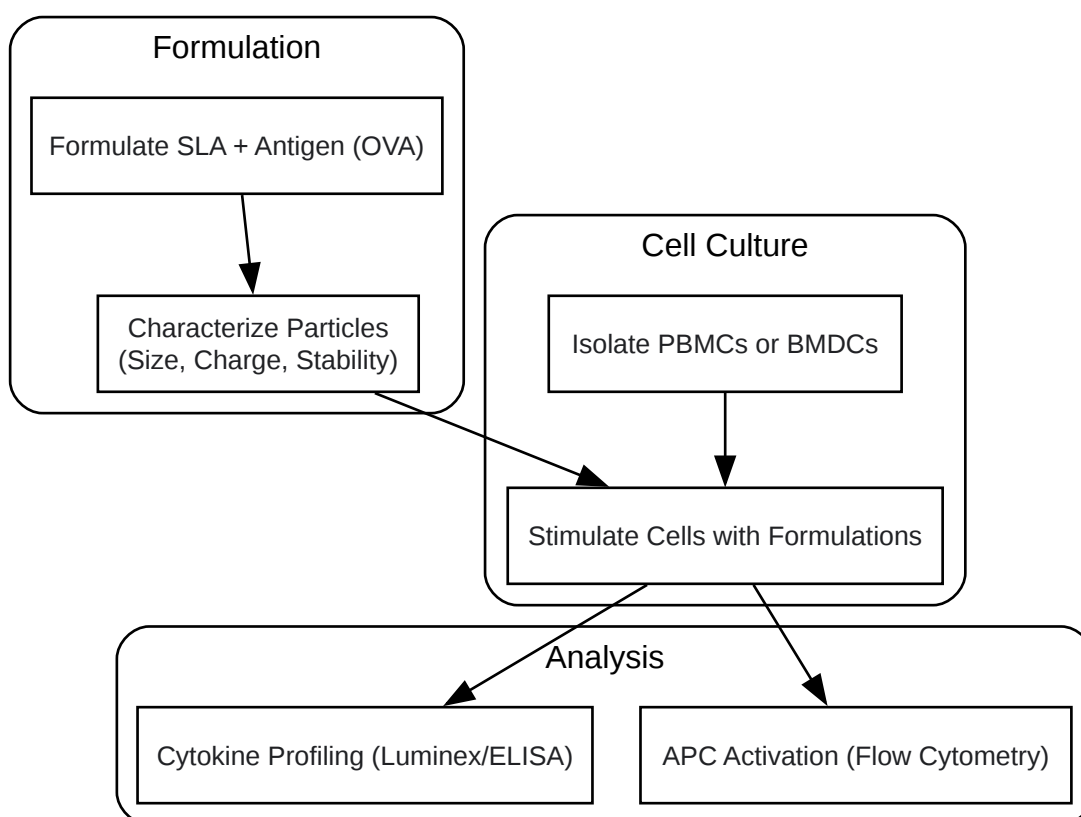 Formulation
Formulate SLA + Antigen (OVA)
Characterize Particles
(Size, Charge, Stability)
Cell Culture
Isolate PBMCs or BMDCs
Stimulate Cells with Formulations
Analysis
Cytokine Profiling (Luminex/ELISA)
APC Activation (Flow Cytometry)